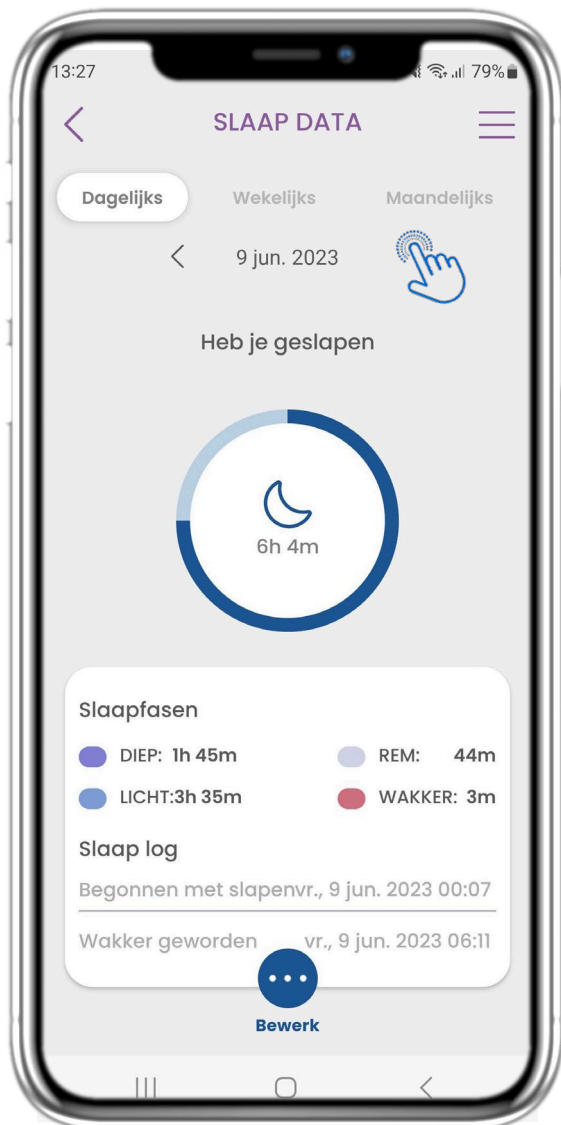 13:27 79%
SLAAP DATA
Dagelijks Wekelijks Maandelijks
9 jun. 2023
Heb je geslapen
6h 4m
Slaapfasen
DIEP: 1h 45m REM: 44m
LICHT:3h 35m WAKKER: 3m
Slaap log
Begonnen met slapenvr., 9 jun. 2023 00:07
Wakker geworden vr., 9 jun. 2023 06:11
Bewerk